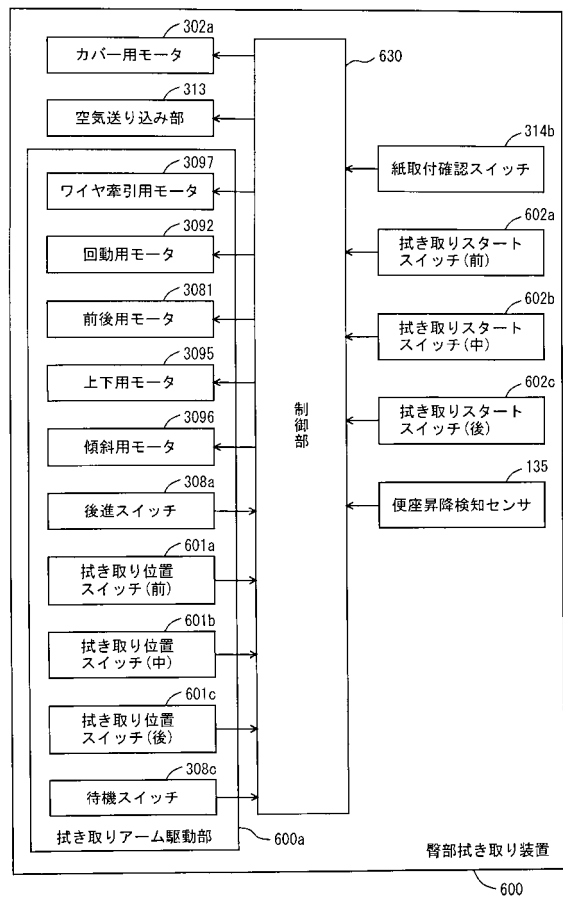 302a
カバー用モータ
313
空気送り込み部
3097
ワイヤ牽引用モータ
3092
回動用モータ
3081
前後用モータ
3095
上下用モータ
3096
傾斜用モータ
308a
後進スイッチ
601a
拭き取り位置
スイッチ(前)
601b
拭き取り位置
スイッチ(中)
601c
拭き取り位置
スイッチ(後)
308c
待機スイッチ
拭き取りアーム駆動部
600a
630
制御部
314b
紙取付確認スイッチ
602a
拭き取りスタート
スイッチ(前)
602b
拭き取りスタート
スイッチ(中)
602c
拭き取りスタート
スイッチ(後)
135
便座昇降検知センサ
臀部拭き取り装置
600